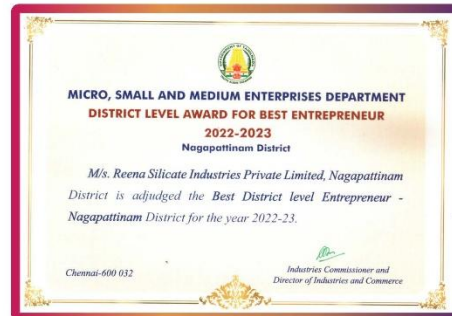 MICRO, SMALL AND MEDIUM ENTERPRISES DEPARTMENT
DISTRICT LEVEL AWARD FOR BEST ENTREPRENEUR
2022-2023
Nagapattinam District
M/s. Reena Silicate Industries Private Limited, Nagapattinam
District is adjudged the Best District level Entrepreneur -
Nagapattinam District for the year 2022-23.
Chennai-600 032
Industries Commissioner and
Director of Industries and Commerce